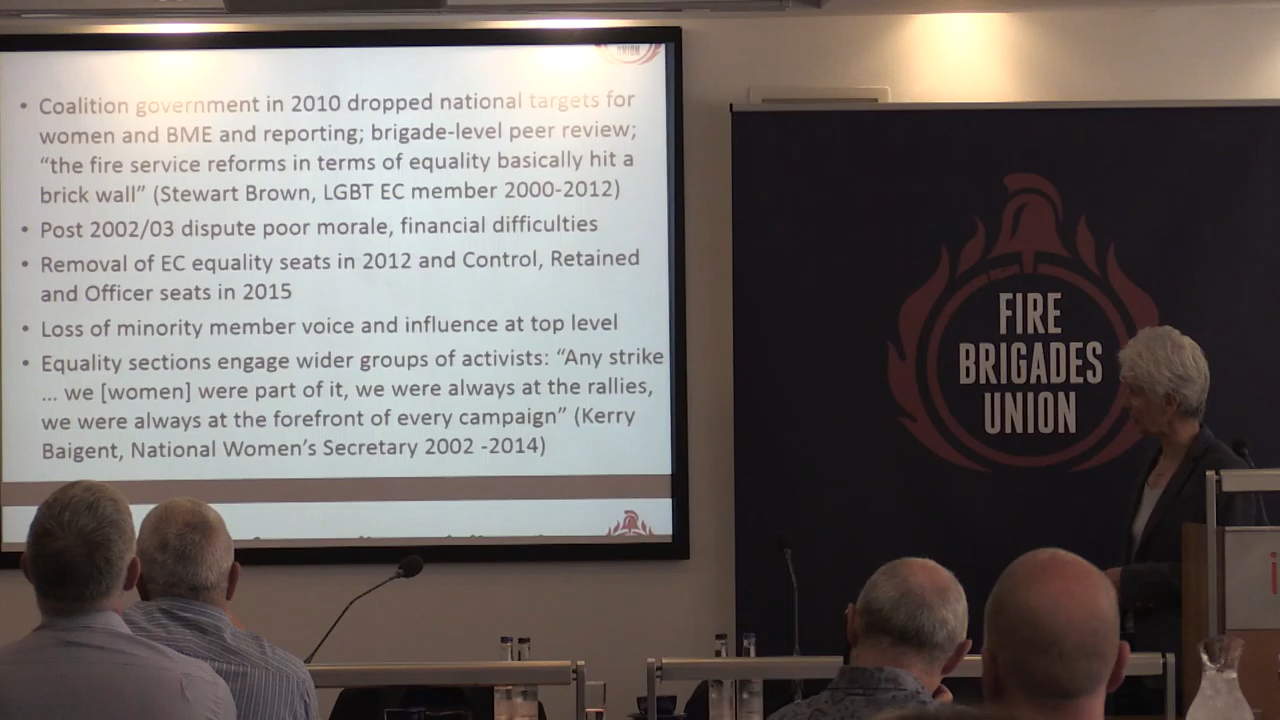 UNION
• Coalition government in 2010 dropped national targets for
women and BME and reporting; brigade-level peer review;
“the fire service reforms in terms of equality basically hit a
brick wall” (Stewart Brown, LGBT EC member 2000-2012)
• Post 2002/03 dispute poor morale, financial difficulties
• Removal of EC equality seats in 2012 and Control, Retained
and Officer seats in 2015
• Loss of minority member voice and influence at top level
• Equality sections engage wider groups of activists: “Any strike
... we [women] were part of it, we were always at the rallies,
we were always at the forefront of every campaign” (Kerry
Baigent, National Women’s Secretary 2002 -2014)
FIRE
BRIGADES
UNION